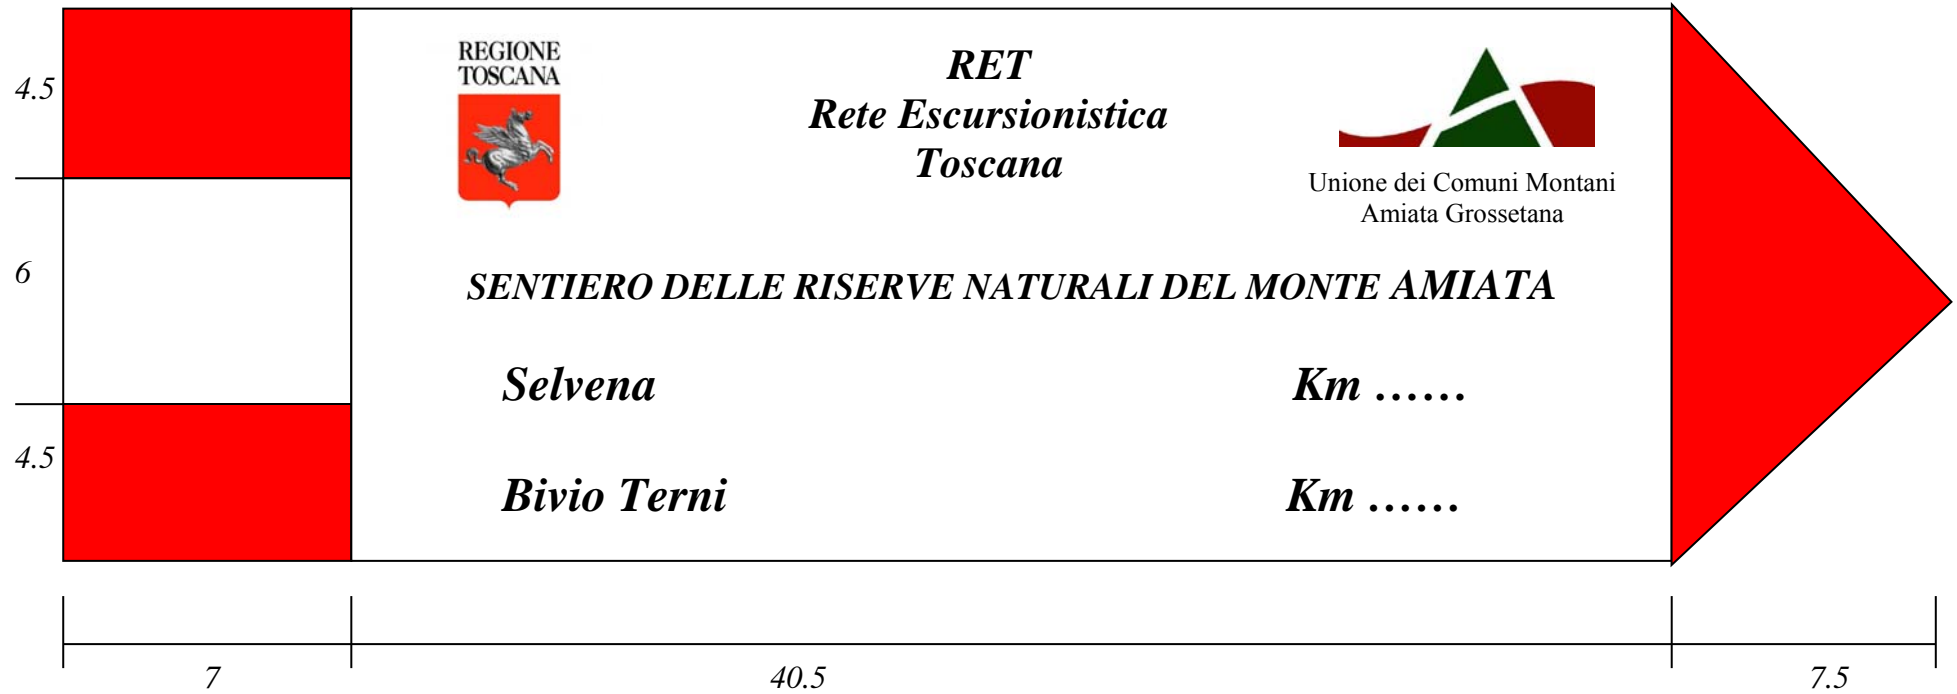 REGIONE
TOSCANA
RET
Rete Escursionistica
Toscana
Unione dei Comuni Montani
Amiata Grossetana
4.5
6
4.5
SENTIERO DELLE RISERVE NATURALI DEL MONTE AMIATA
Selvena Km ……
Bivio Terni Km ……
7 40.5 7.5